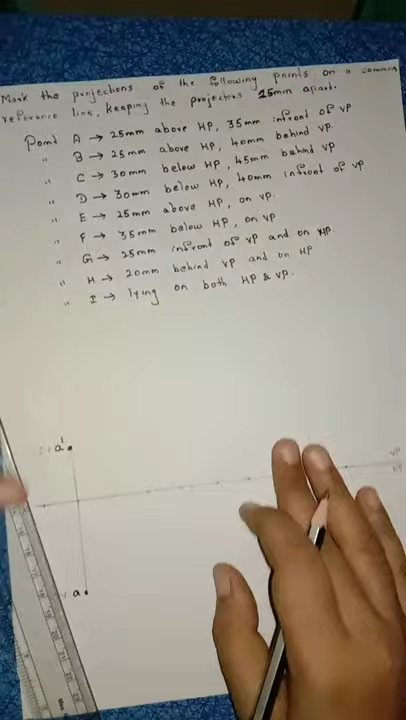 Mark the projections of the following points on a common
reference line, keeping the projectors 25mm apart.
Point A → 25mm above HP, 35mm infront of VP
" B → 25mm above HP, 40mm behind VP.
" C → 30mm below HP, 45mm behind VP
" D → 30mm below HP, 40mm infront of VP
" E → 25mm above HP, on VP.
" F → 35mm below HP, on VP
" G → 25mm infront of VP and on HP.
" H → 20mm behind VP and on HP
" I → lying on both HP & VP.
a'
VP
HP
a